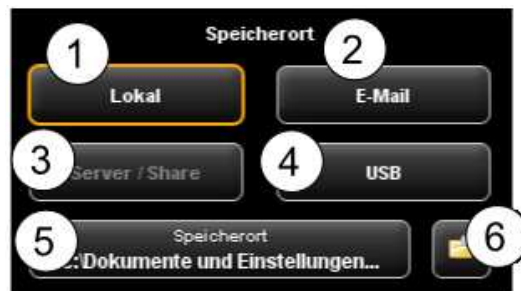 Speicherort
1
2
Lokal
E-Mail
3
4
Server / Share
USB
5
6
Speicherort
:\Dokumente und Einstellungen...